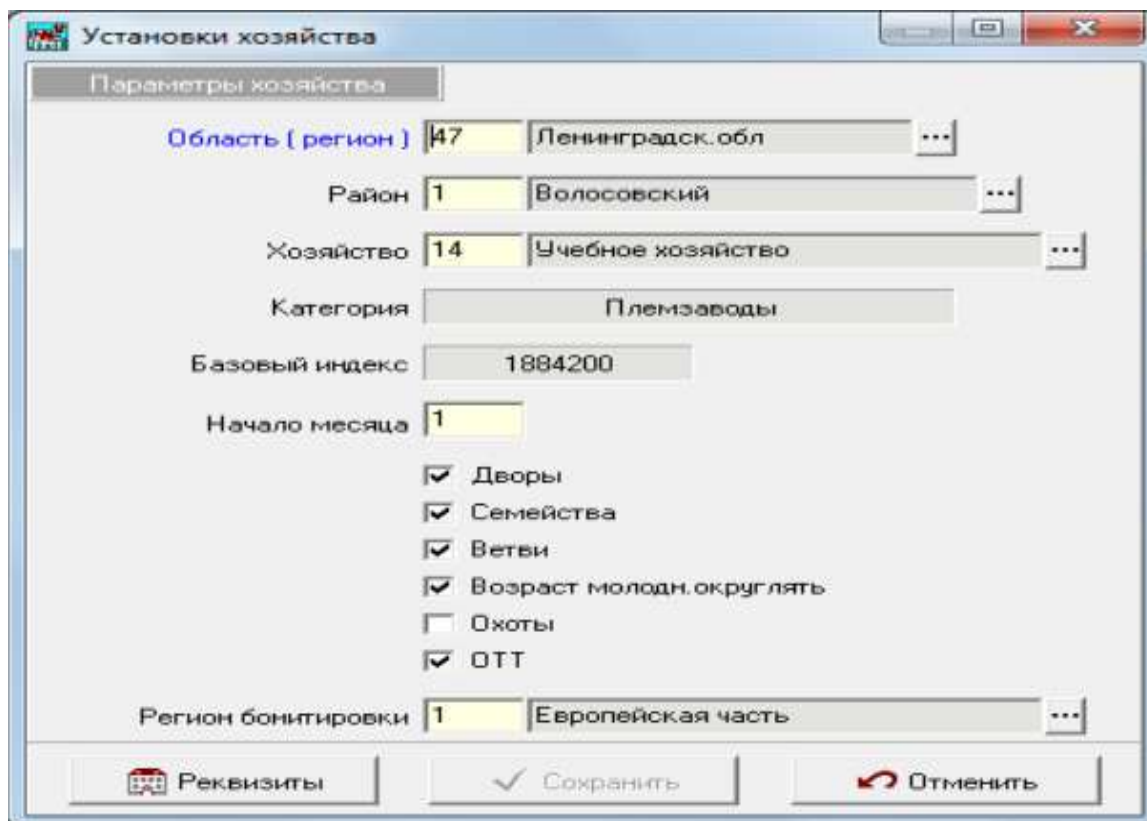 Установки хозяйства
Параметры хозяйства
Область ( регион ) 47 Ленинградск.обл ...
Район 1 Волосовский ...
Хозяйство 14 Учебное хозяйство ...
Категория Племзаводы
Базовый индекс 1884200
Начало месяца 1
Дворы
Семейства
Ветви
Возраст молодн.округлять
Охоты
ОТТ
Регион бонитировки 1 Европейская часть ...
Реквизиты Сохранить Отменить